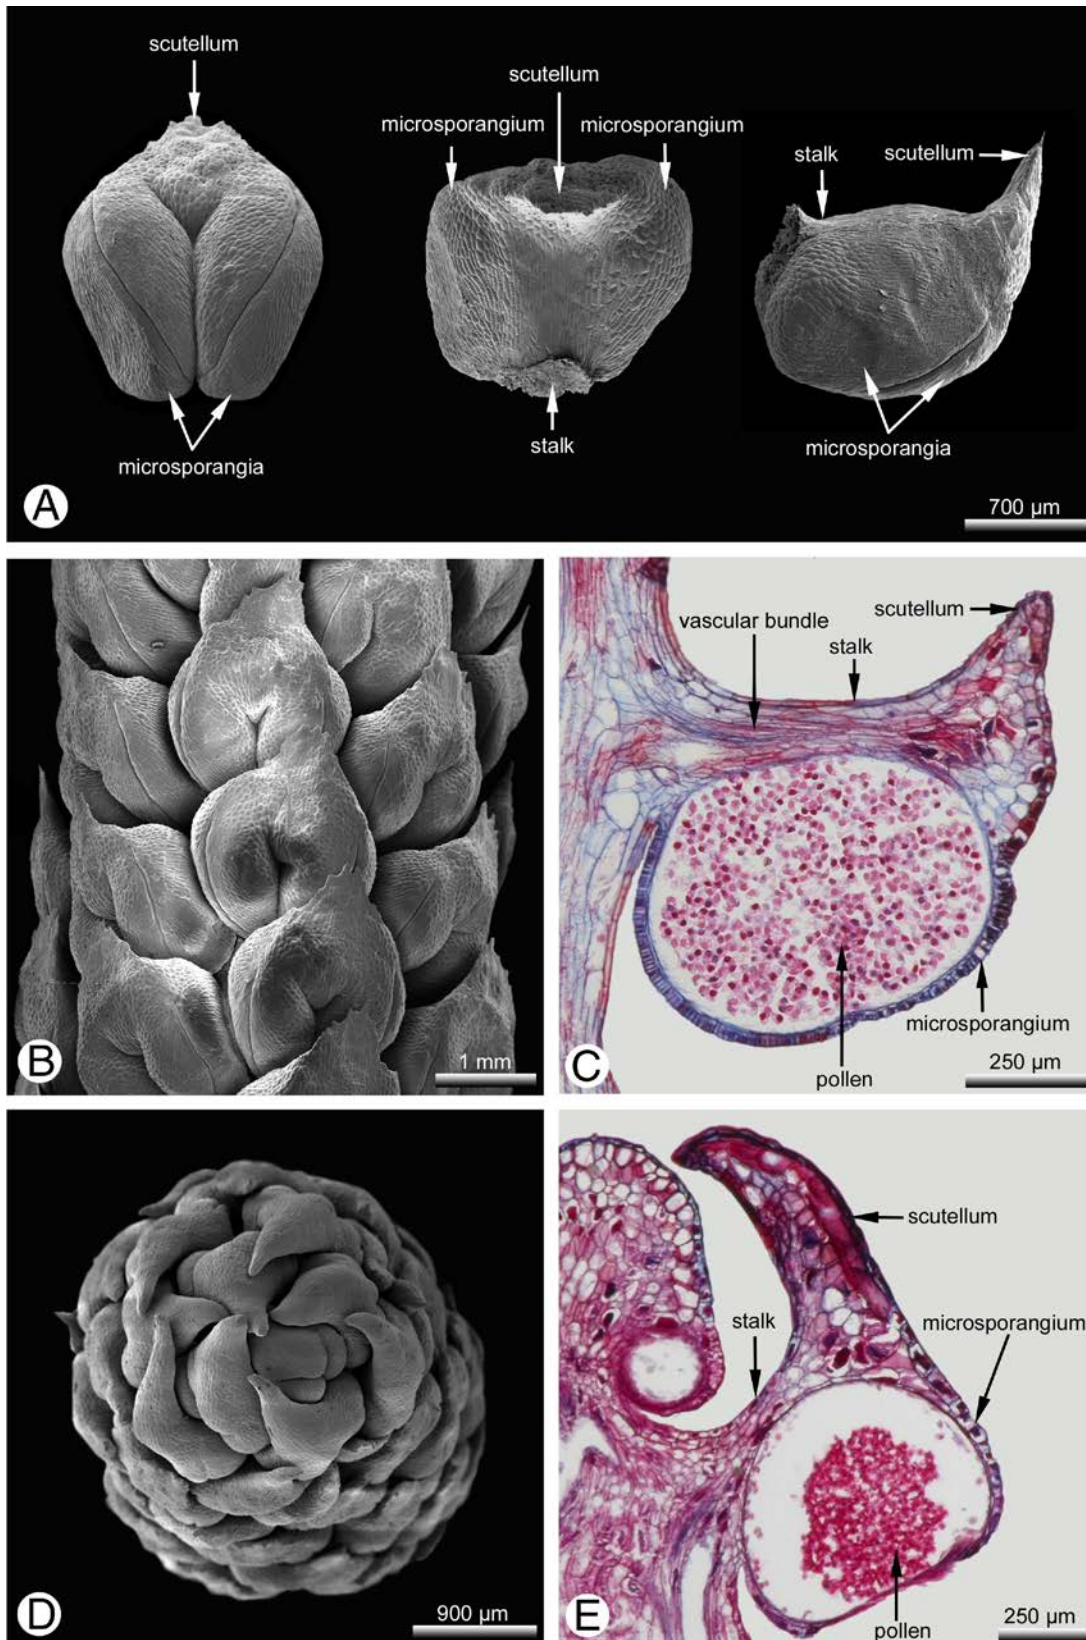 scutellum
scutellum
microsporangium
microsporangium
stalk
scutellum
microsporangia
stalk
microsporangia
A
700 µm
scutellum
vascular bundle
stalk
microsporangium
B
1 mm
C
pollen
250 µm
scutellum
stalk
microsporangium
D
900 µm
E
pollen
250 µm